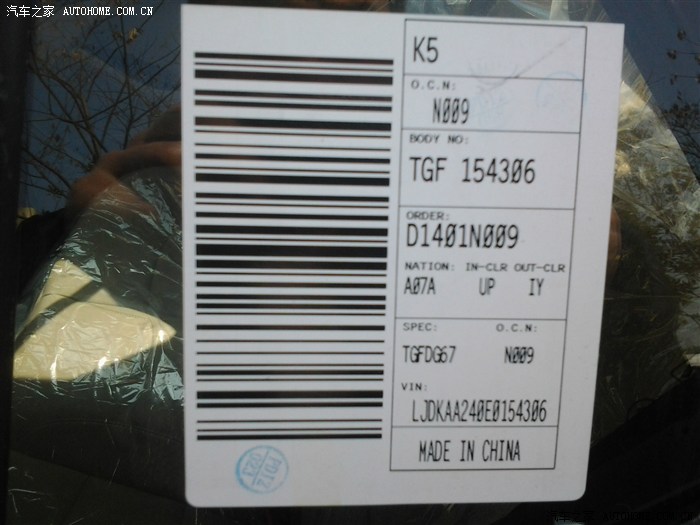 汽车之家 AUTOHOME.COM.CN
K5
O.C.N:
N009
BODY NO:
TGF 154306
ORDER:
D1401N009
NATION: IN-CLR OUT-CLR
A07A UP IY
SPEC: O.C.N:
TGFDG67 N009
VIN:
LJDKAA240E0154306
MADE IN CHINA